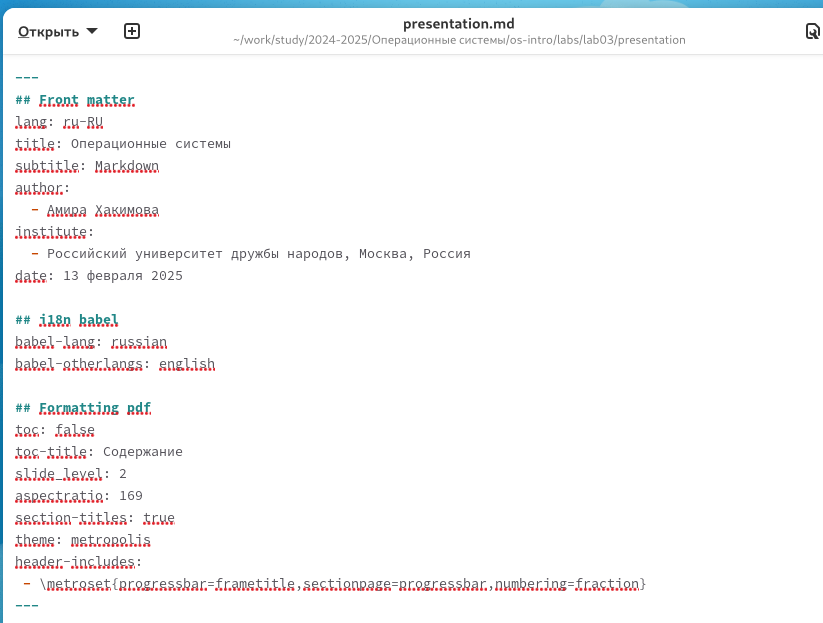 Открыть
presentation.md
~/work/study/2024-2025/Операционные системы/os-intro/labs/lab03/presentation
---
## Front matter
lang: ru-RU
title: Операционные системы
subtitle: Markdown
author:
  - Амира Хакимова
institute:
  - Российский университет дружбы народов, Москва, Россия
date: 13 февраля 2025

## i18n babel
babel-lang: russian
babel-otherlangs: english

## Formatting pdf
toc: false
toc-title: Содержание
slide_level: 2
aspectratio: 169
section-titles: true
theme: metropolis
header-includes:
 - \metroset{progressbar=frametitle,sectionpage=progressbar,numbering=fraction}
---